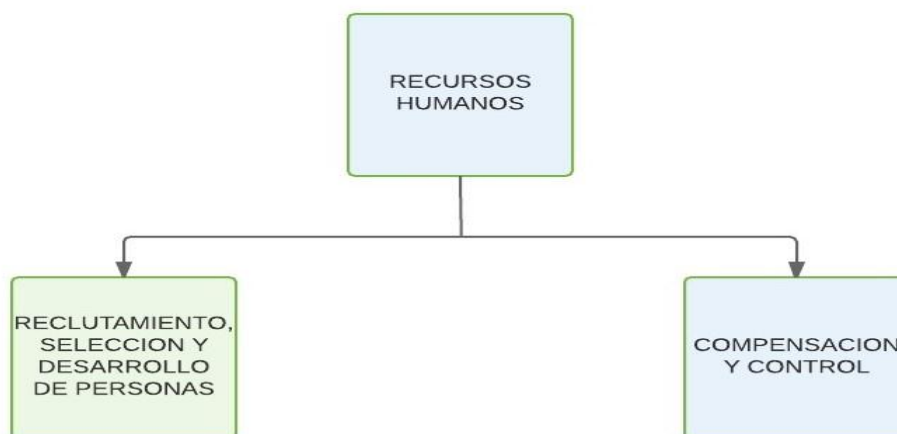 RECURSOS
HUMANOS
RECLUTAMIENTO,
SELECCION Y
DESARROLLO
DE PERSONAS
COMPENSACION
Y CONTROL